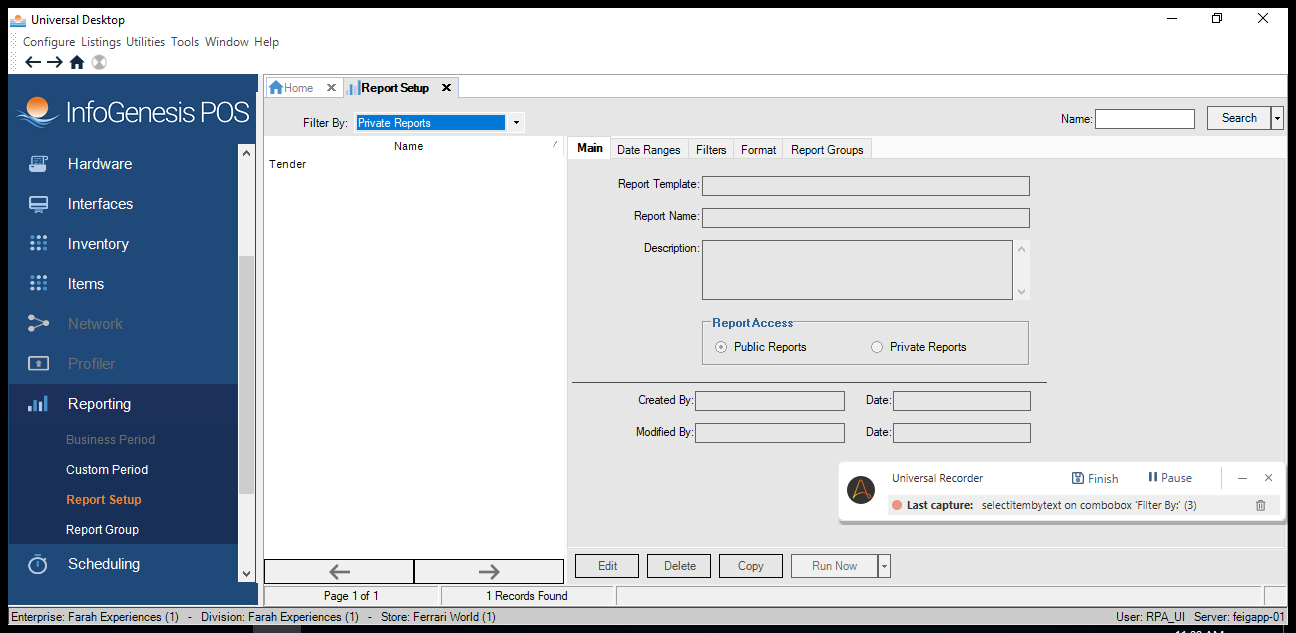 Universal Desktop
Configure Listings Utilities Tools Window Help
InfoGenesis POS
Hardware
Interfaces
Inventory
Items
Network
Profiler
Reporting
Business Period
Custom Period
Report Setup
Report Group
Scheduling
Home
Report Setup
Filter By: Private Reports
Name: Search
Name
Tender
Main Date Ranges Filters Format Report Groups
Report Template:
Report Name:
Description:
Report Access
Public Reports Private Reports
Created By: Date:
Modified By: Date:
Universal Recorder Finish Pause
Last capture: selectitembytext on combobox 'Filter By:' (3)
Edit Delete Copy Run Now
Page 1 of 1 1 Records Found
Enterprise: Farah Experiences (1) - Division: Farah Experiences (1) - Store: Ferrari World (1) User: RPA_UI Server: feigapp-01